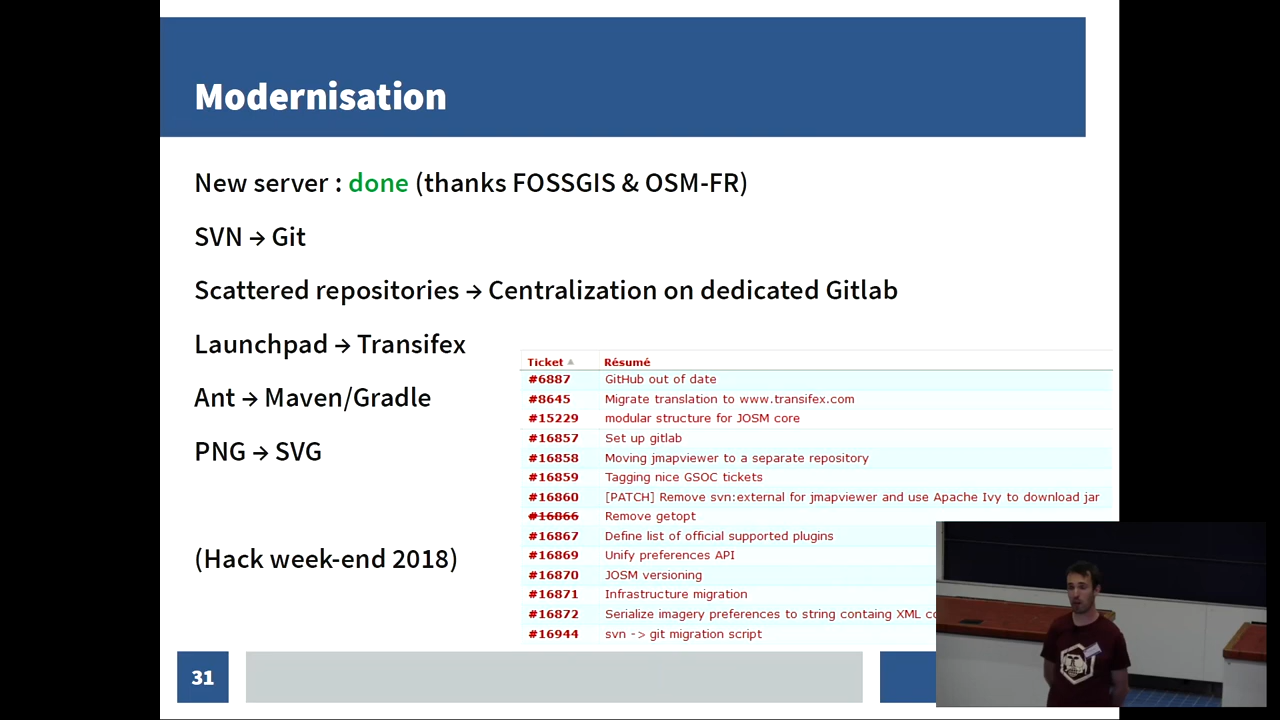 Modernisation
New server : done (thanks FOSSGIS & OSM-FR)
SVN → Git
Scattered repositories → Centralization on dedicated Gitlab
Launchpad → Transifex
Ant → Maven/Gradle
PNG → SVG
(Hack week-end 2018)
Ticket Résumé
#6887 GitHub out of date
#8645 Migrate translation to www.transifex.com
#15229 modular structure for JOSM core
#16857 Set up gitlab
#16858 Moving jmapviewer to a separate repository
#16859 Tagging nice GSOC tickets
#16860 [PATCH] Remove svn:external for jmapviewer and use Apache Ivy to download jar
#16866 Remove getopt
#16867 Define list of official supported plugins
#16869 Unify preferences API
#16870 JOSM versioning
#16871 Infrastructure migration
#16872 Serialize imagery preferences to string containg XML
#16944 svn -> git migration script
31